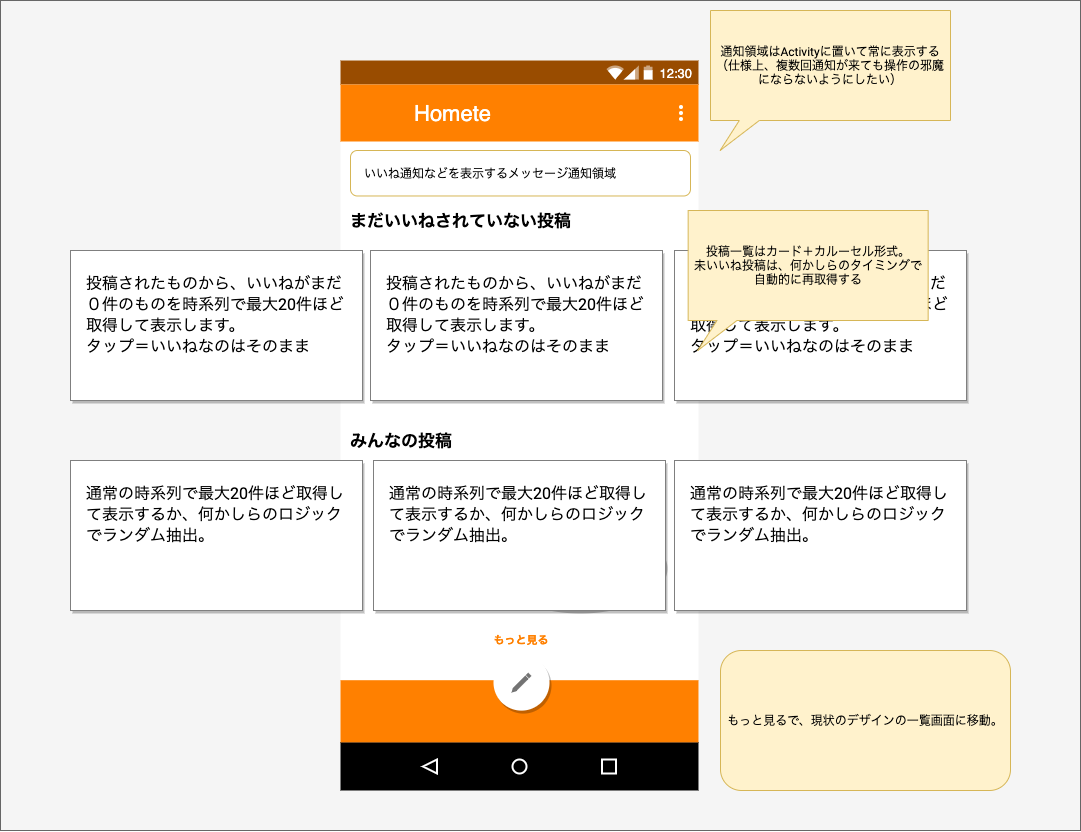 通知領域はActivityに置いて常に表示する
（仕様上、複数回通知が来ても操作の邪魔
にならないようにしたい）
12:30
Homete
いいね通知などを表示するメッセージ通知領域
まだいいねされていない投稿
投稿一覧はカード＋カルーセル形式。
未いいね投稿は、何かしらのタイミングで
自動的に再取得する
投稿されたものから、いいねがまだ
０件のものを時系列で最大20件ほど
取得して表示します。
タップ＝いいねなのはそのまま
投稿されたものから、いいねがまだ
０件のものを時系列で最大20件ほど
取得して表示します。
タップ＝いいねなのはそのまま
だ
ほど
取得して表示します。
タップ＝いいねなのはそのまま
みんなの投稿
通常の時系列で最大20件ほど取得し
て表示するか、何かしらのロジック
でランダム抽出。
通常の時系列で最大20件ほど取得し
て表示するか、何かしらのロジック
でランダム抽出。
通常の時系列で最大20件ほど取得し
て表示するか、何かしらのロジック
でランダム抽出。
もっと見る
もっと見るで、現状のデザインの一覧画面に移動。